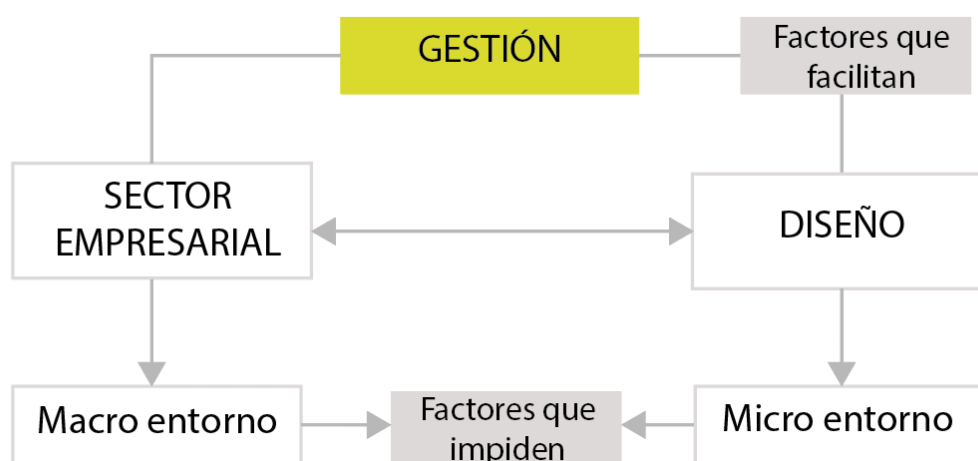 GESTIÓN
Factores que
facilitan
SECTOR
EMPRESARIAL
DISEÑO
Macro entorno
Factores que
impiden
Micro entorno